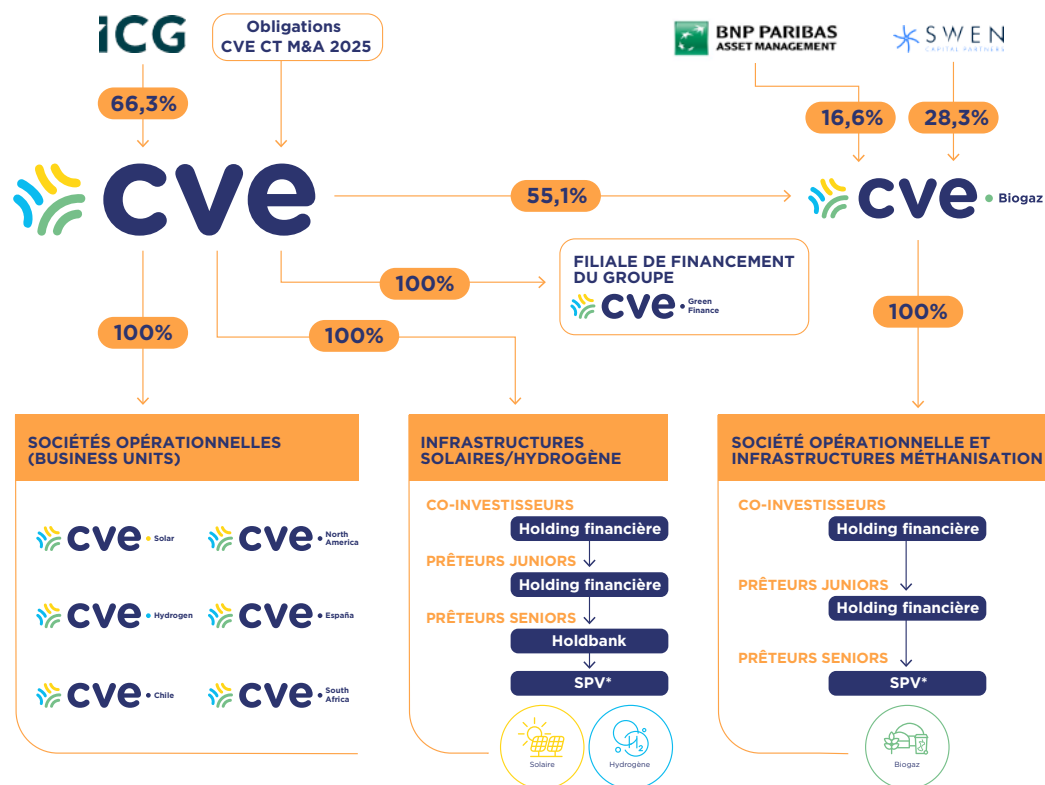 iCG
Obligations
CVE CT M&A 2025
BNP PARIBAS
ASSET MANAGEMENT
SWEN
CAPITAL PARTNERS
66,3%
16,6%
28,3%
cve
55,1%
cve
Biogaz
FILIALE DE FINANCEMENT
DU GROUPE
cve
Green
Finance
100%
100%
100%
100%
SOCIÉTÉS OPÉRATIONNELLES
(BUSINESS UNITS)
cve
Solar
cve
North
America
cve
Hydrogen
cve
España
cve
Chile
cve
South
Africa
INFRASTRUCTURES
SOLAIRES/HYDROGÈNE
CO-INVESTISSEURS
Holding financière
PRÊTEURS JUNIORS
Holding financière
PRÊTEURS SENIORS
Holdbank
SPV*
Solaire
H2
Hydrogène
SOCIÉTÉ OPÉRATIONNELLE ET
INFRASTRUCTURES MÉTHANISATION
CO-INVESTISSEURS
Holding financière
PRÊTEURS JUNIORS
Holding financière
PRÊTEURS SENIORS
SPV*
Biogaz